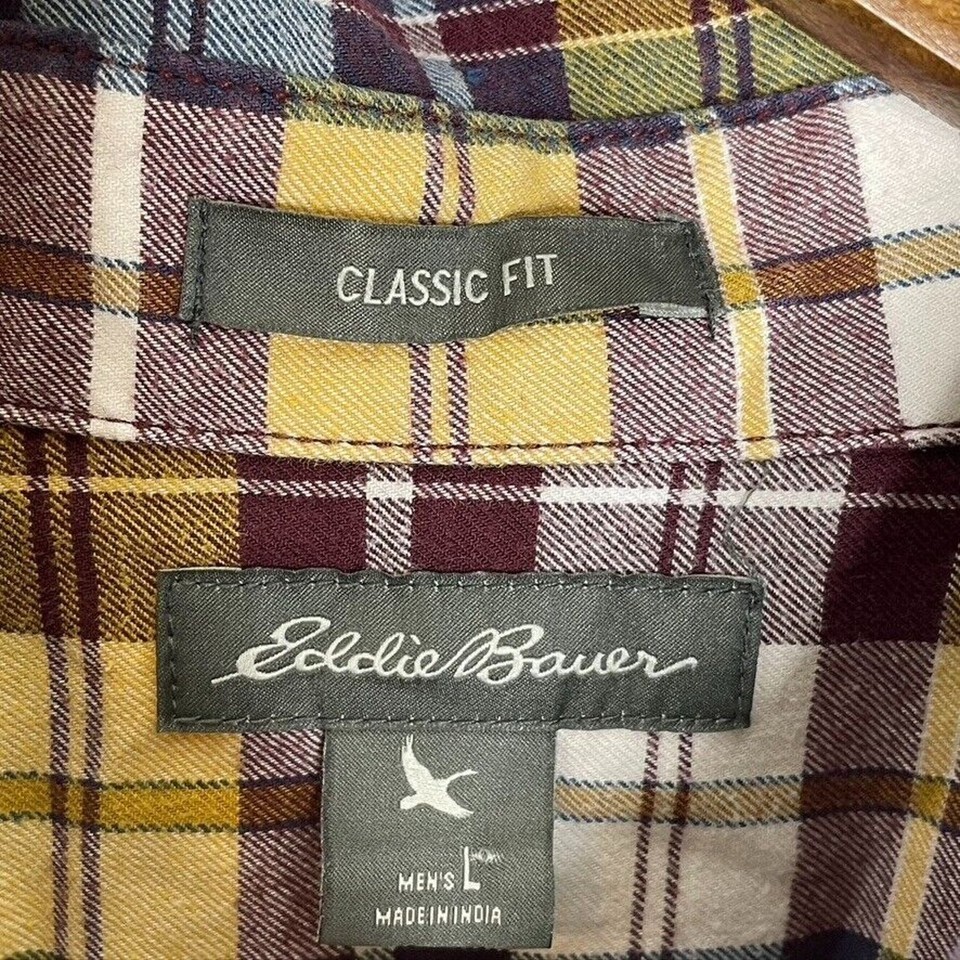 CLASSIC FIT
Eddie Bauer
MEN'S L
MADE IN INDIA